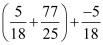 (5/18 + 77/25) + -5/18